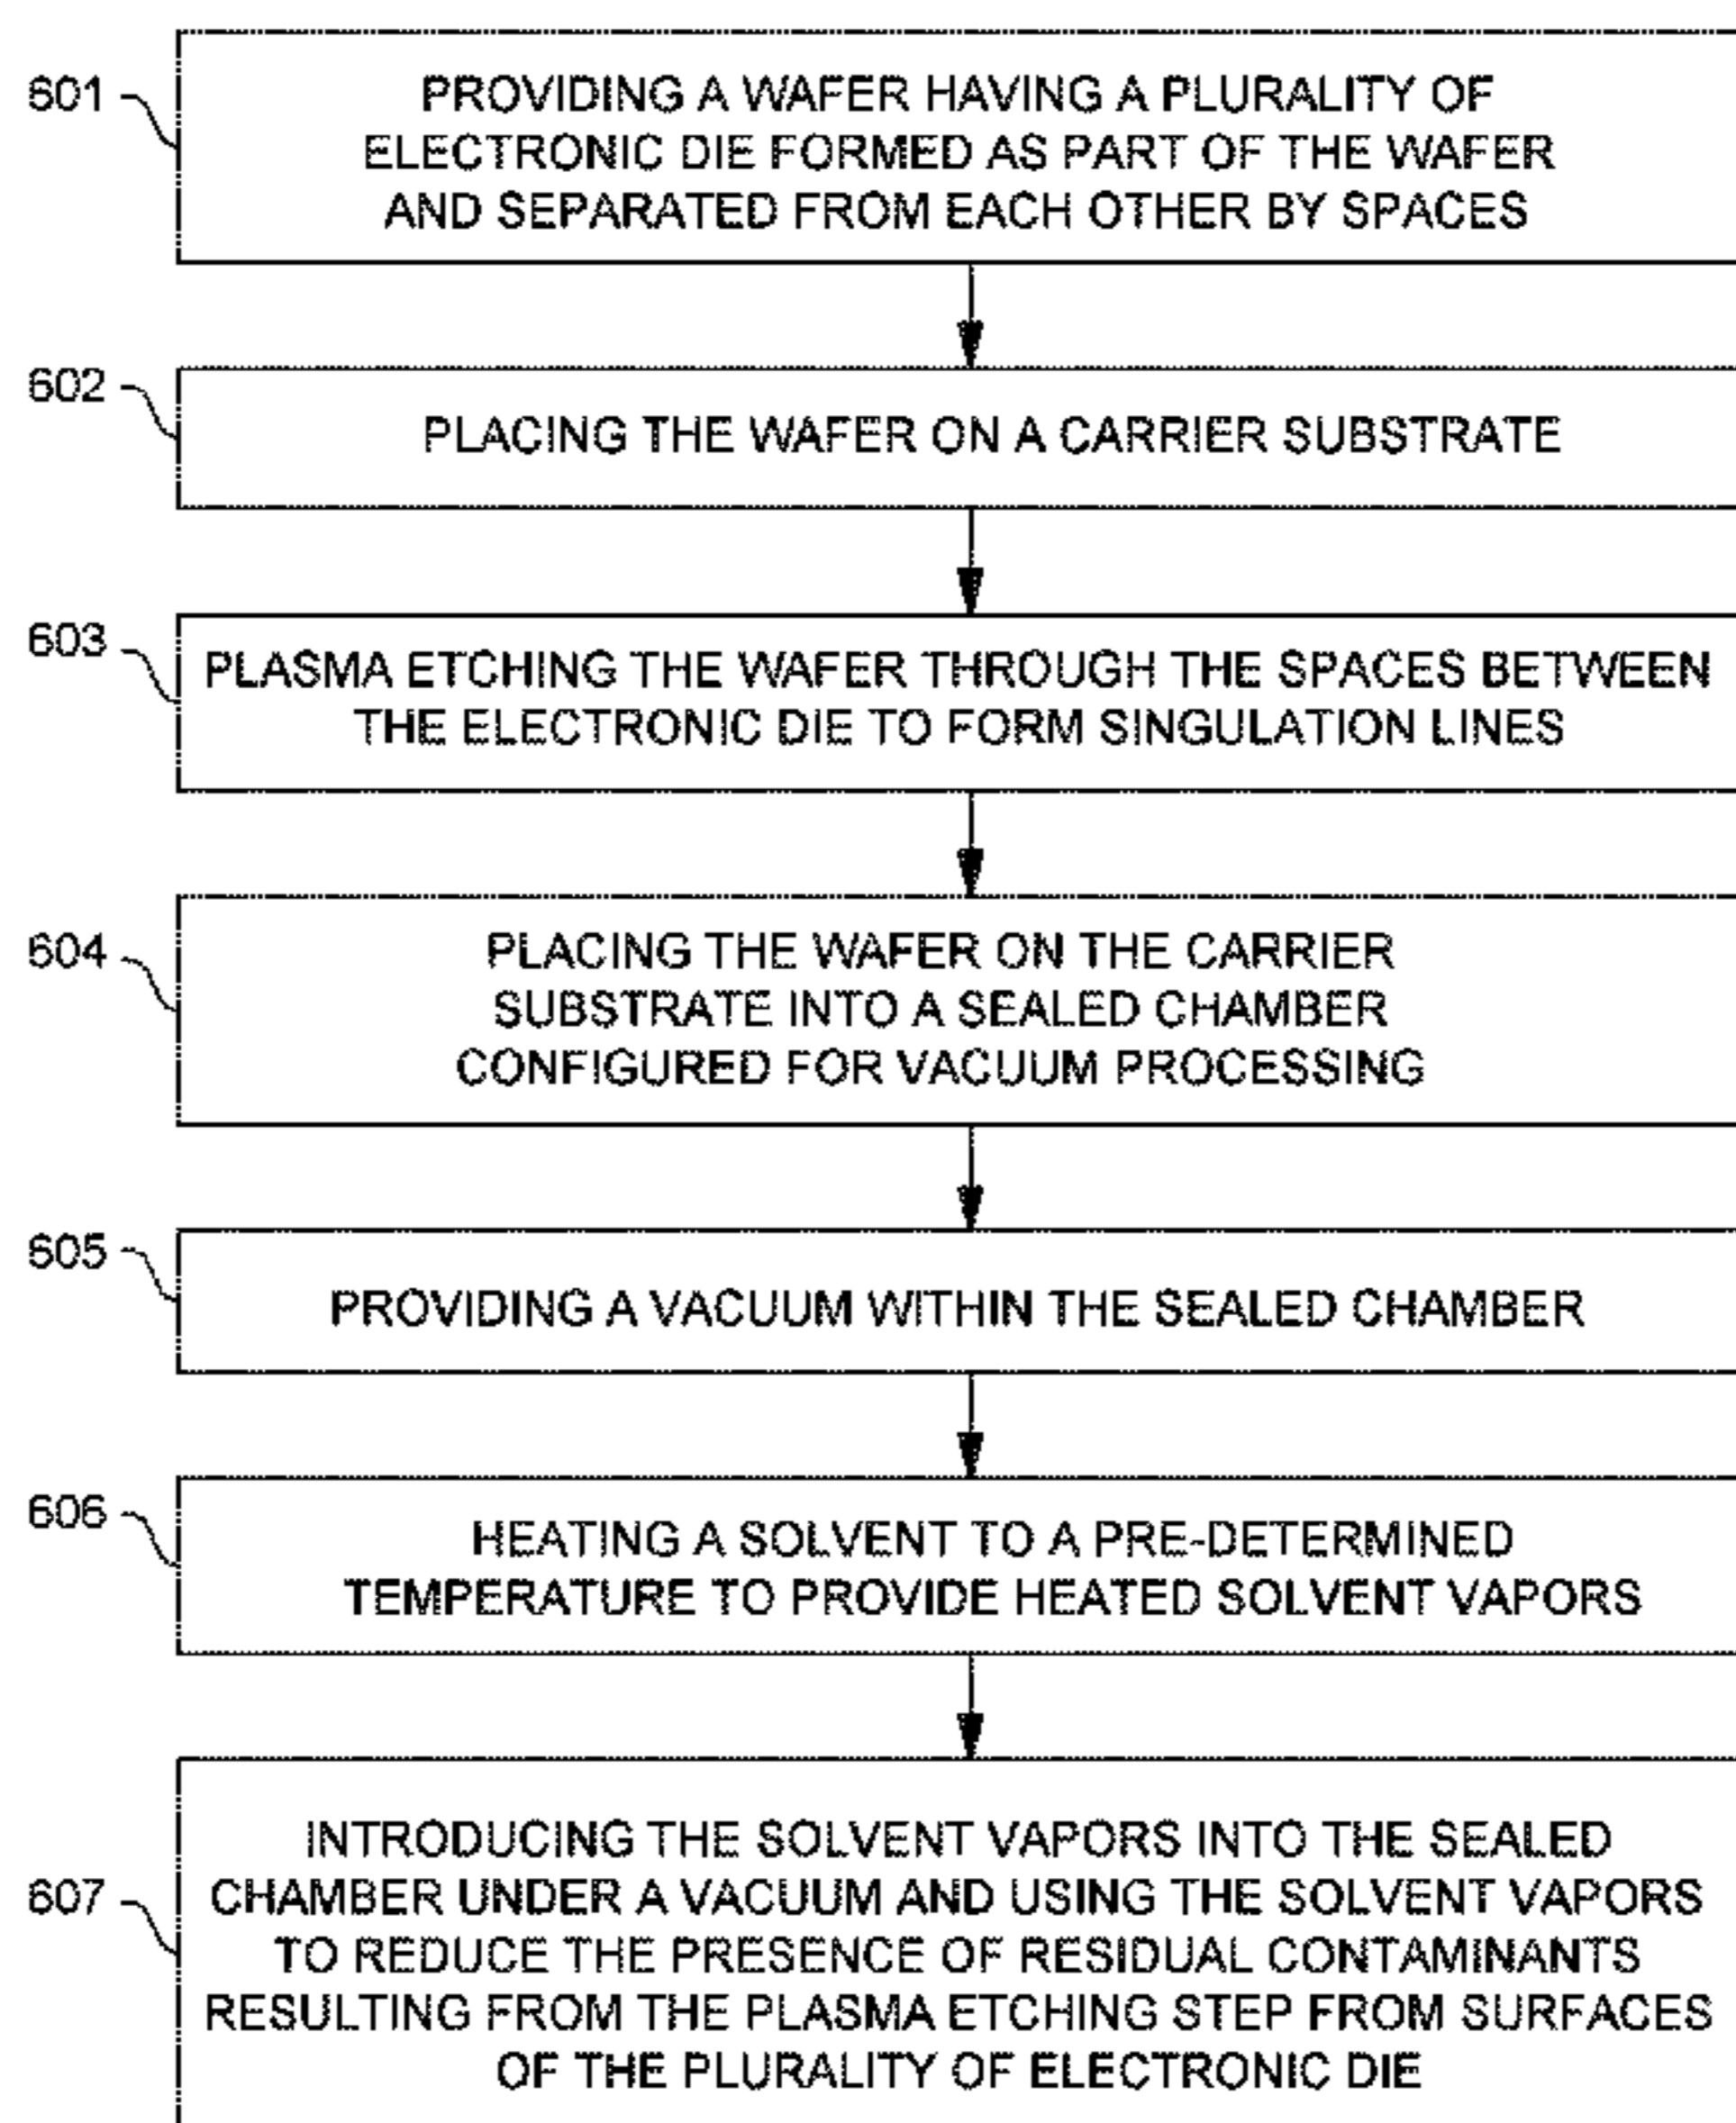 601
PROVIDING A WAFER HAVING A PLURALITY OF
ELECTRONIC DIE FORMED AS PART OF THE WAFER
AND SEPARATED FROM EACH OTHER BY SPACES
602
PLACING THE WAFER ON A CARRIER SUBSTRATE
603
PLASMA ETCHING THE WAFER THROUGH THE SPACES BETWEEN
THE ELECTRONIC DIE TO FORM SINGULATION LINES
604
PLACING THE WAFER ON THE CARRIER
SUBSTRATE INTO A SEALED CHAMBER
CONFIGURED FOR VACUUM PROCESSING
605
PROVIDING A VACUUM WITHIN THE SEALED CHAMBER
606
HEATING A SOLVENT TO A PRE-DETERMINED
TEMPERATURE TO PROVIDE HEATED SOLVENT VAPORS
607
INTRODUCING THE SOLVENT VAPORS INTO THE SEALED
CHAMBER UNDER A VACUUM AND USING THE SOLVENT VAPORS
TO REDUCE THE PRESENCE OF RESIDUAL CONTAMINANTS
RESULTING FROM THE PLASMA ETCHING STEP FROM SURFACES
OF THE PLURALITY OF ELECTRONIC DIE